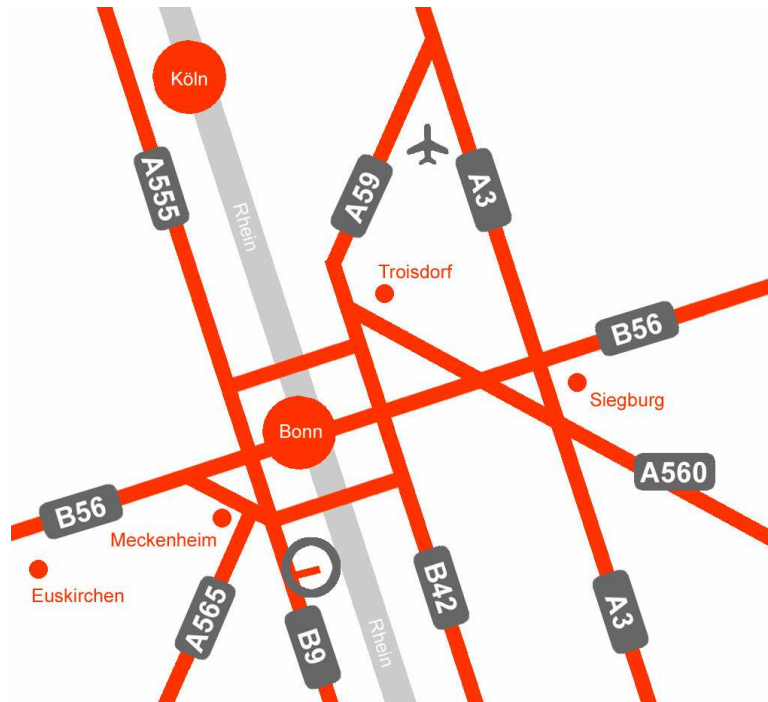 Köln
A555
Rhein
A59
A3
Troisdorf
B56
Siegburg
Bonn
A560
B56
Meckenheim
Euskirchen
A565
B42
A3
B9
Rhein